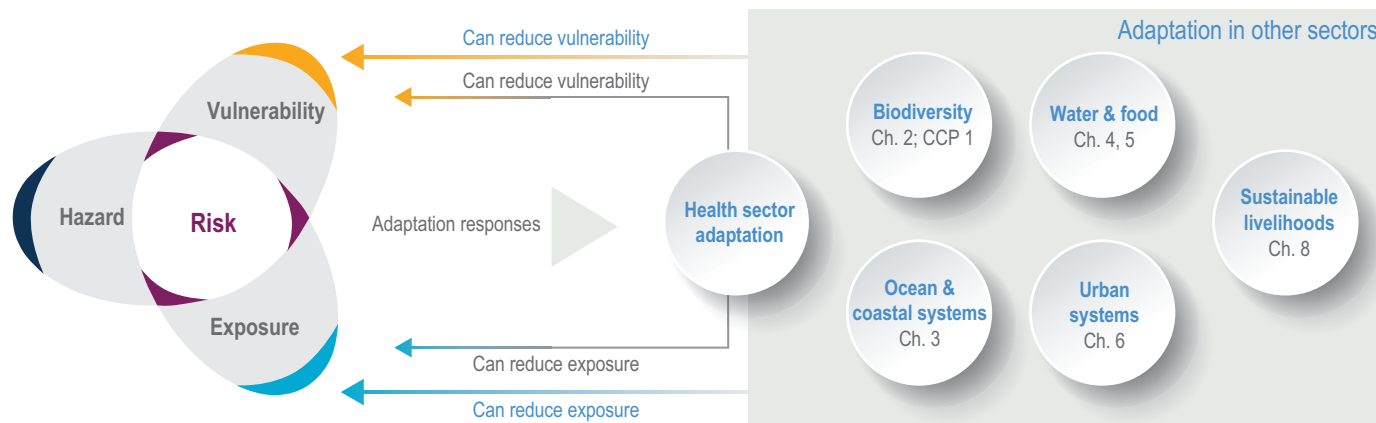 Vulnerability
Hazard
Risk
Exposure
Can reduce vulnerability
Can reduce vulnerability
Adaptation responses
Can reduce exposure
Can reduce exposure
Health sector
adaptation
Adaptation in other sectors
Biodiversity
Ch. 2; CCP 1
Water & food
Ch. 4, 5
Sustainable
livelihoods
Ch. 8
Ocean &
coastal systems
Ch. 3
Urban
systems
Ch. 6